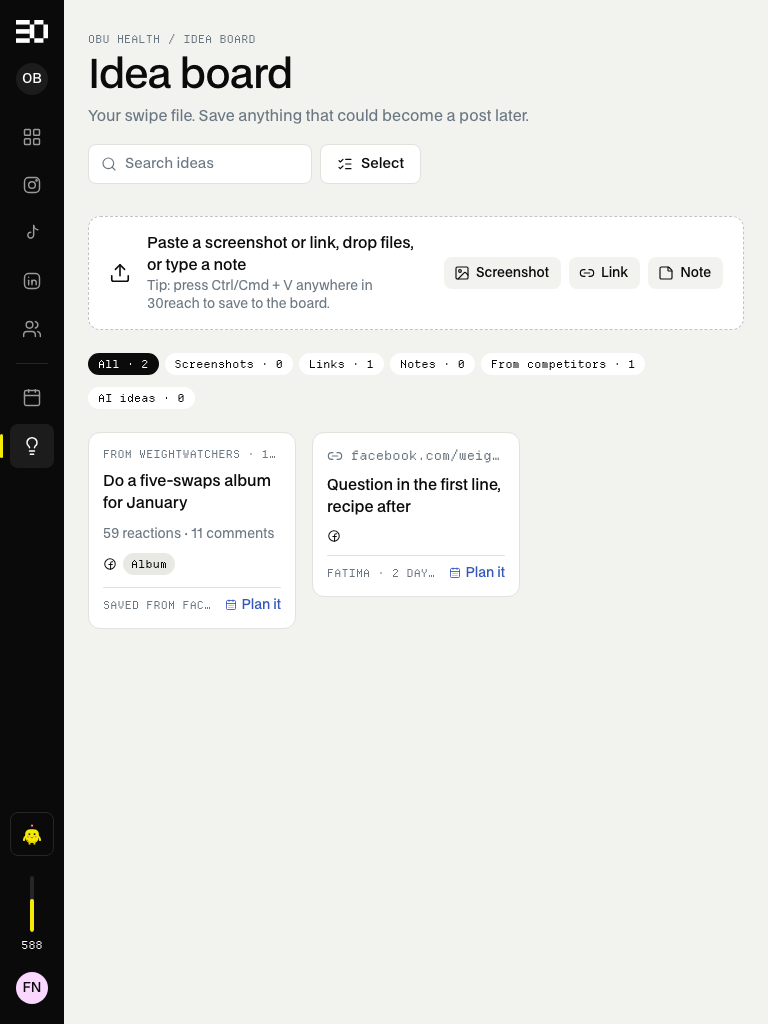 30
OB
OBU HEALTH / IDEA BOARD
Idea board
Your swipe file. Save anything that could become a post later.
Search ideas
Select
Paste a screenshot or link, drop files,
or type a note
Tip: press Ctrl/Cmd + V anywhere in
30reach to save to the board.
Screenshot
Link
Note
All · 2
Screenshots · 0
Links · 1
Notes · 0
From competitors · 1
AI ideas · 0
FROM WEIGHTWATCHERS · 1…
Do a five-swaps album
for January
59 reactions · 11 comments
Album
SAVED FROM FAC…
Plan it
facebook.com/weig…
Question in the first line,
recipe after
FATIMA · 2 DAY…
Plan it
588
FN